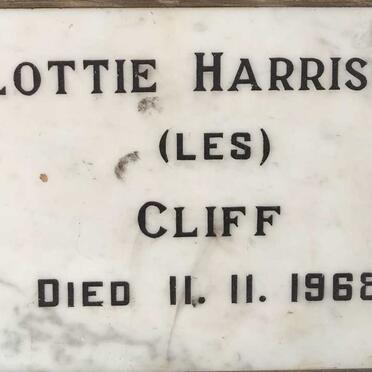 LOTTIE HARRIS
(LES)
CLIFF
DIED 11. 11. 1968